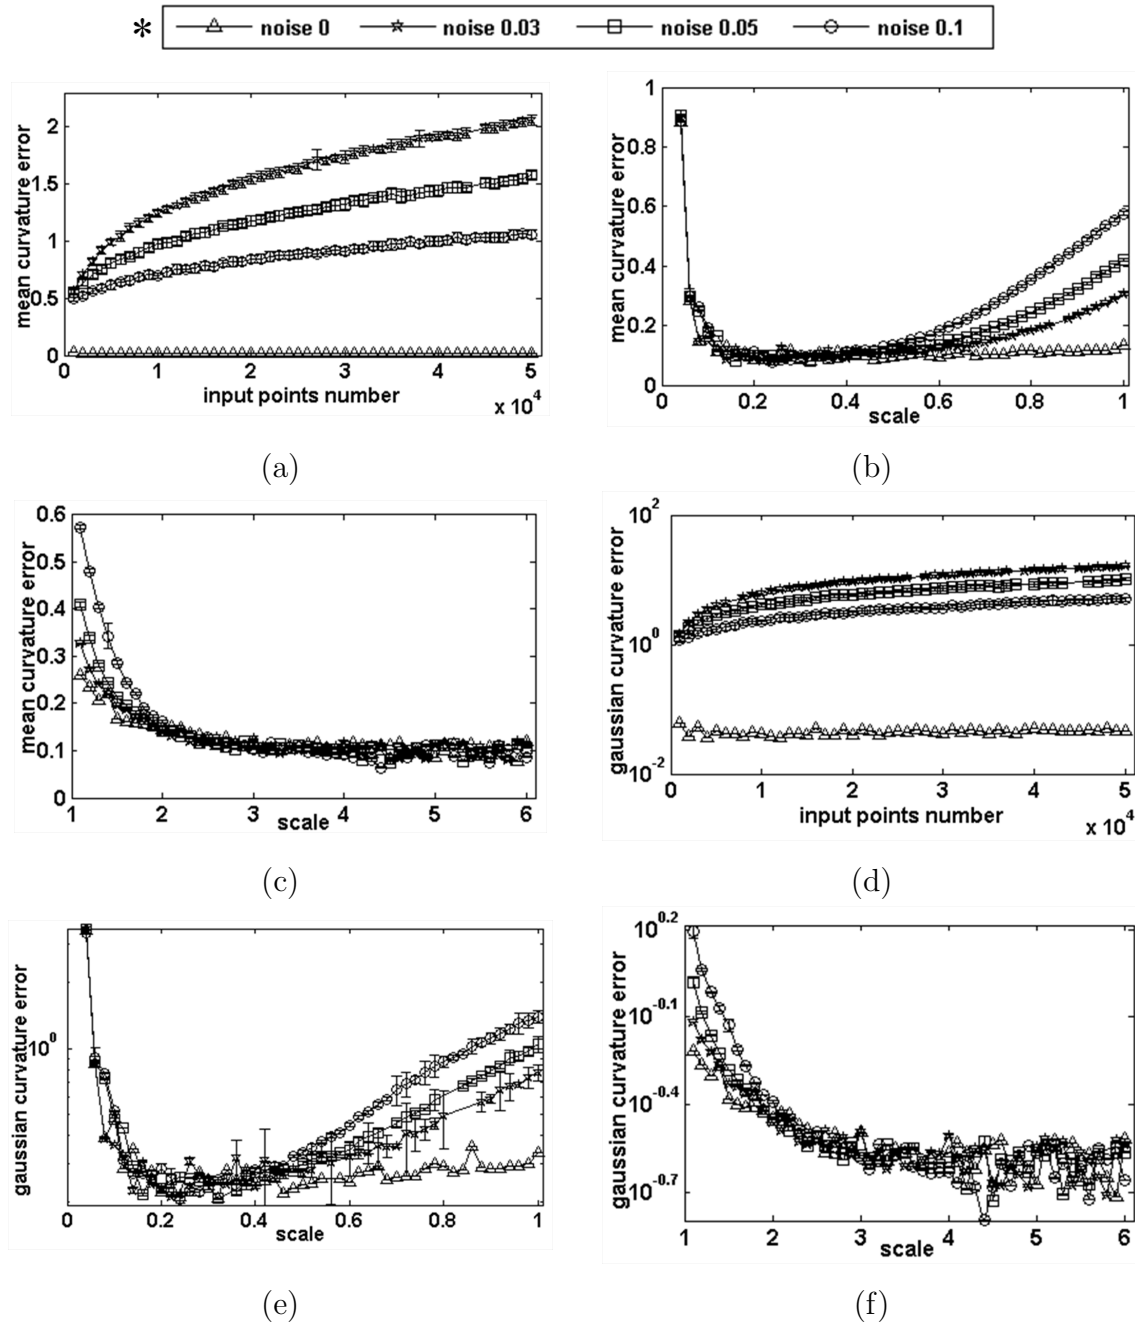 * noise 0 noise 0.03 noise 0.05 noise 0.1
mean curvature error
2
1.5
1
0.5
0
0 1 2 3 4 5
input points number
x 10^4
(a)
mean curvature error
1
0.8
0.6
0.4
0.2
0
0 0.2 0.4 0.6 0.8 1
scale
(b)
mean curvature error
0.6
0.5
0.4
0.3
0.2
0.1
0
1 2 3 4 5 6
scale
(c)
gaussian curvature error
10^2
10^0
10^-2
0 1 2 3 4 5
input points number
x 10^4
(d)
gaussian curvature error
10^0
0 0.2 0.4 0.6 0.8 1
scale
(e)
gaussian curvature error
10^0.2
10^-0.1
10^-0.4
10^-0.7
1 2 3 4 5 6
scale
(f)